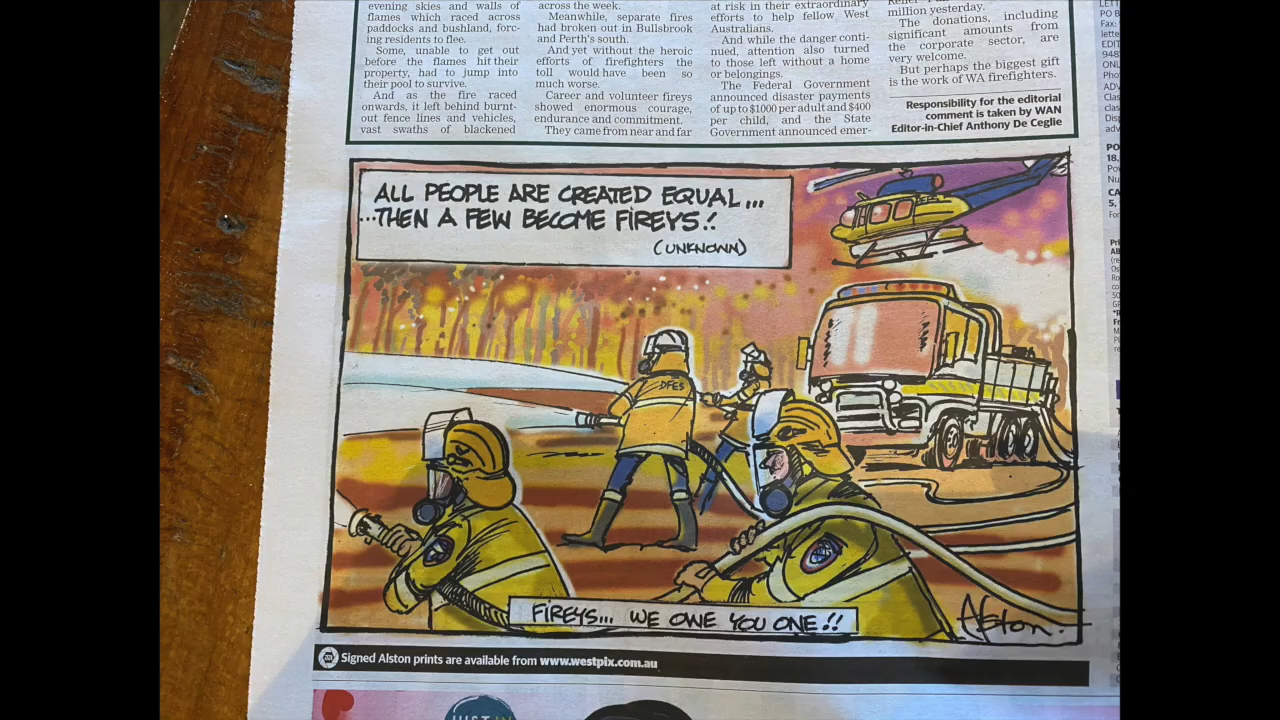 evening skies and walls of
flames which raced across
paddocks and bushland, forc-
ing residents to flee.
Some, unable to get out
before the flames hit their
property, had to jump into
their pool to survive.
And as the fire raced
onwards, it left behind burnt-
out fence lines and vehicles,
vast swaths of blackened
across the week.
Meanwhile, separate fires
had broken out in Bullsbrook
and Perth's south.
And yet without the heroic
efforts of firefighters the
toll would have been so
much worse.
Career and volunteer fireys
showed enormous courage,
endurance and commitment.
They came from near and far
at risk in their extraordinary
efforts to help fellow West
Australians.
And while the danger conti-
nued, attention also turned
to those left without a home
or belongings.
The Federal Government
announced disaster payments
of up to $1000 per adult and $400
per child, and the State
Government announced emer-
million yesterday.
The donations, including
significant amounts from
the corporate sector, are
very welcome.
But perhaps the biggest gift
is the work of WA firefighters.
Responsibility for the editorial
comment is taken by WAN
Editor-in-Chief Anthony De Ceglie
ALL PEOPLE ARE CREATED EQUAL...
...THEN A FEW BECOME FIREYS!!
(UNKNOWN)
DFES
FIREYS... WE OWE YOU ONE!!
Alston.
Signed Alston prints are available from www.westpix.com.au
JUST IN